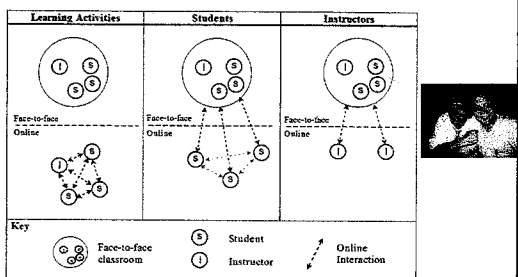 Learning Activities Students Instructors
I S S S S I S S S S I S S S S
Face-to-face Face-to-face Face-to-face
Online Online Online
I S S S S S S I I
Key
Face-to-face classroom
S Student
I Instructor
Online Interaction